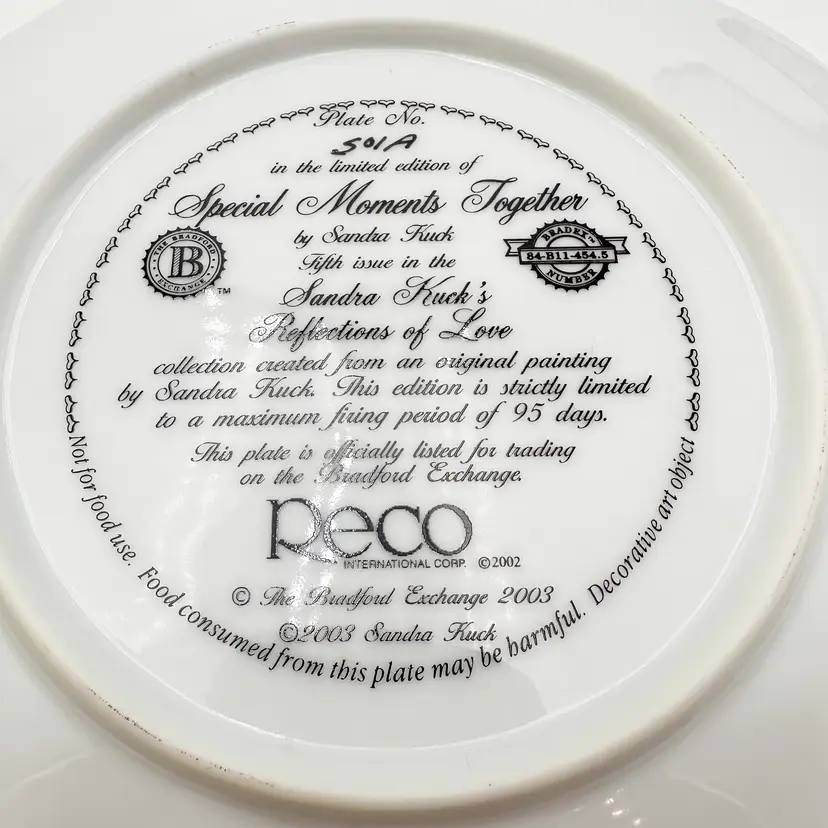 Plate No.
501A
in the limited edition of
Special Moments Together
by Sandra Kuck
Fifth issue in the
Sandra Kuck's
Reflections of Love
collection created from an original painting
by Sandra Kuck. This edition is strictly limited
to a maximum firing period of 95 days.
This plate is officially listed for trading
on the Bradford Exchange.
THE BRADFORD
B
EXCHANGE
TM
BRADEX™
84-B11-454.5
NUMBER
Reco
INTERNATIONAL CORP. ©2002
© The Bradford Exchange 2003
©2003 Sandra Kuck
Not for food use. Food consumed from this plate may be harmful. Decorative art object